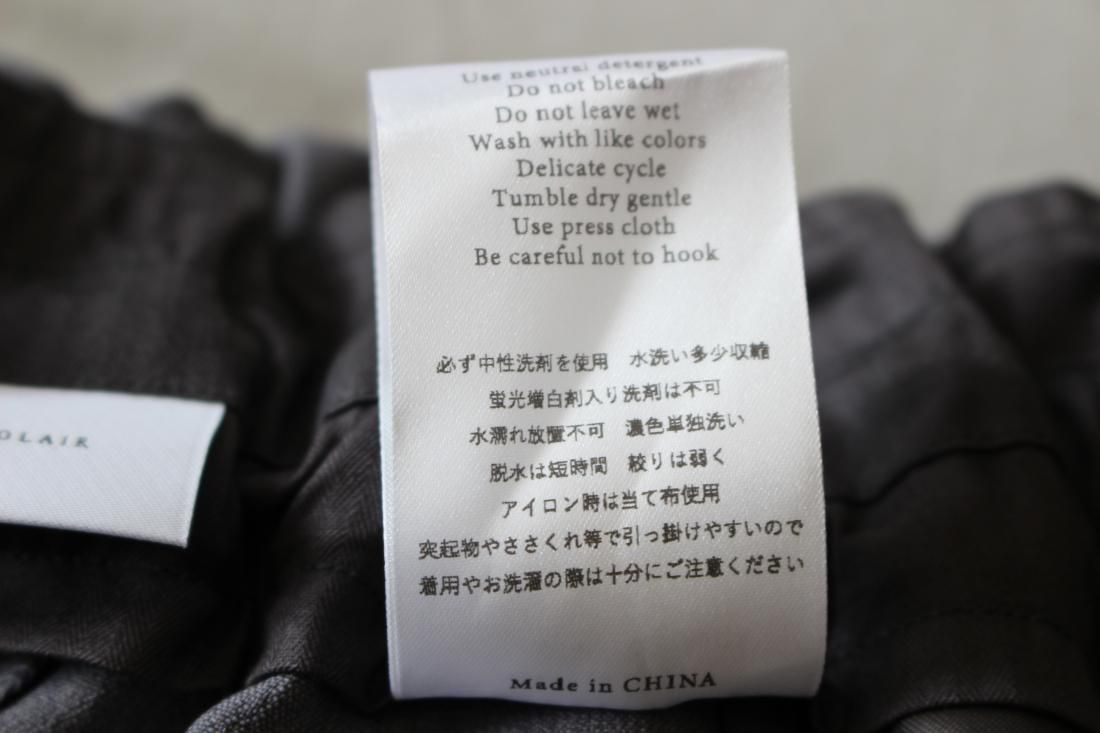 Use neutral detergent
Do not bleach
Do not leave wet
Wash with like colors
Delicate cycle
Tumble dry gentle
Use press cloth
Be careful not to hook
必ず中性洗剤を使用 水洗い多少収縮
蛍光増白剤入り洗剤は不可
水濡れ放置不可 濃色単独洗い
脱水は短時間 絞りは弱く
アイロン時は当て布使用
突起物やささくれ等で引っ掛けやすいので
着用やお洗濯の際は十分にご注意ください
Made in CHINA
OLAIR